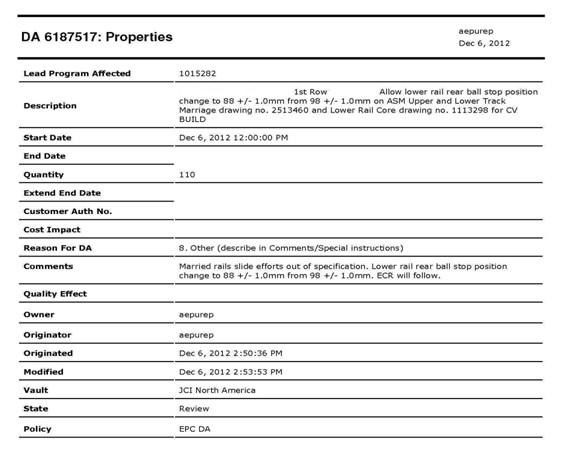 DA 6187517: Properties
aepurep
Dec 6, 2012
Lead Program Affected 1015282
Description 1st Row Allow lower rail rear ball stop position
change to 88 +/- 1.0mm from 98 +/- 1.0mm on ASM Upper and Lower Track
Marriage drawing no. 2513460 and Lower Rail Core drawing no. 1113298 for CV
BUILD
Start Date Dec 6, 2012 12:00:00 PM
End Date
Quantity 110
Extend End Date
Customer Auth No.
Cost Impact
Reason For DA 8. Other (describe in Comments/Special instructions)
Comments Married rails slide efforts out of specification. Lower rail rear ball stop position
change to 88 +/- 1.0mm from 98 +/- 1.0mm. ECR will follow.
Quality Effect
Owner aepurep
Originator aepurep
Originated Dec 6, 2012 2:50:36 PM
Modified Dec 6, 2012 2:53:53 PM
Vault JCI North America
State Review
Policy EPC DA